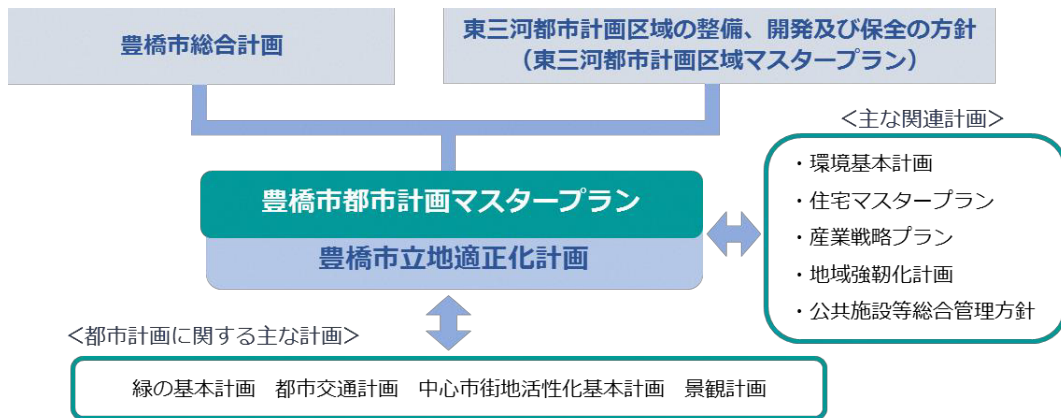 豊橋市総合計画
東三河都市計画区域の整備、開発及び保全の方針
（東三河都市計画区域マスタープラン）
＜主な関連計画＞
・環境基本計画
・住宅マスタープラン
・産業戦略プラン
・地域強靭化計画
・公共施設等総合管理方針
豊橋市都市計画マスタープラン
豊橋市立地適正化計画
＜都市計画に関する主な計画＞
緑の基本計画　都市交通計画　中心市街地活性化基本計画　景観計画